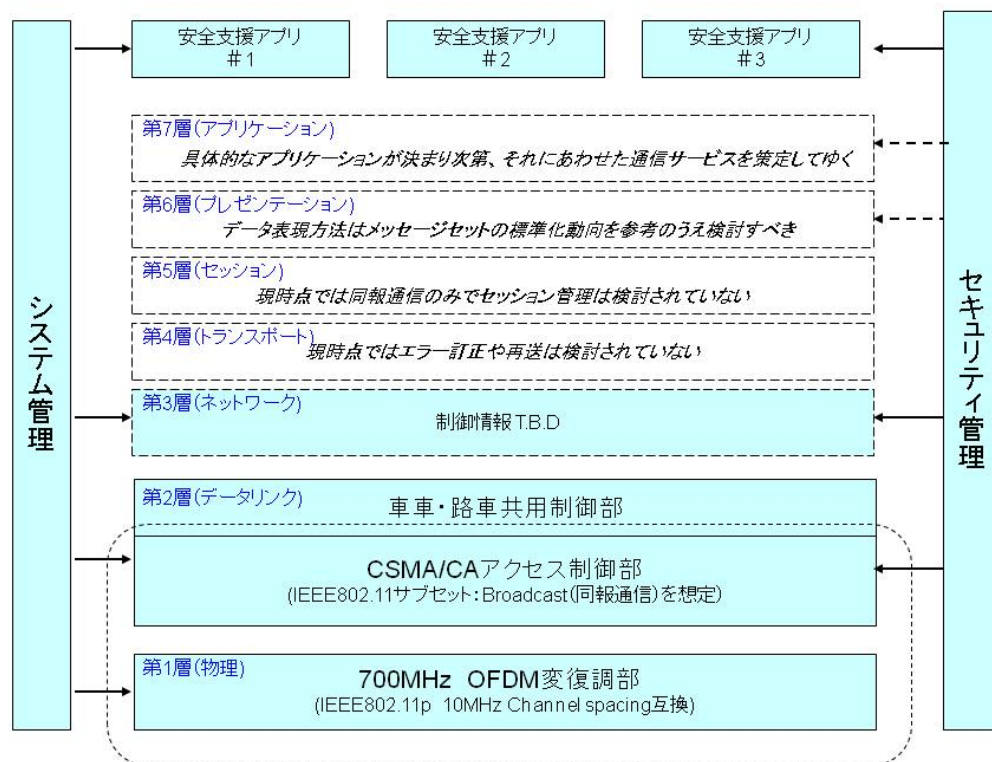 システム管理
安全支援アプリ
#1
安全支援アプリ
#2
安全支援アプリ
#3
第7層(アプリケーション)
具体的なアプリケーションが決まり次第、それにあわせた通信サービスを策定してゆく
第6層(プレゼンテーション)
データ表現方法はメッセージセットの標準化動向を参考のうえ検討すべき
第5層(セッション)
現時点では同報通信のみでセッション管理は検討されていない
第4層(トランスポート)
現時点ではエラー訂正や再送は検討されていない
第3層(ネットワーク)
制御情報T.B.D
第2層(データリンク)
車車・路車共用制御部
CSMA/CAアクセス制御部
(IEEE802.11サブセット:Broadcast(同報通信)を想定)
第1層(物理)
700MHz OFDM変復調部
(IEEE802.11p 10MHz Channel spacing互換)
セキュリティ管理